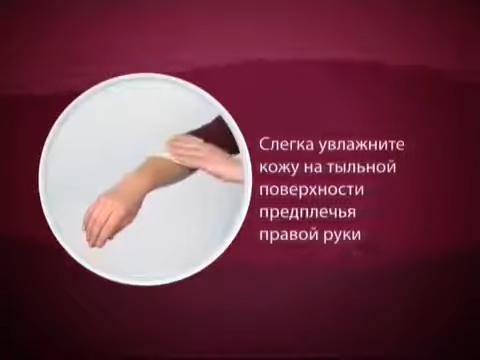 Слегка увлажните
кожу на тыльной
поверхности
предплечья
правой руки